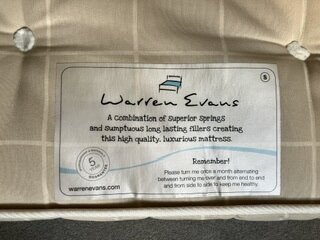 S
Warren Evans
A combination of superior springs
and sumptuous long lasting fillers creating
this high quality, luxurious mattress.
5
YEAR
GUARANTEE
Remember!
Please turn me once a month alternating
between turning me over and from end to end
and from side to side to keep me healthy.
warrenevans.com